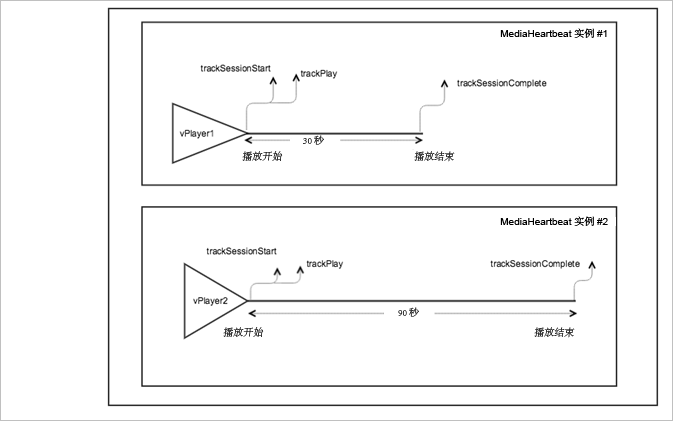 MediaHeartbeat 实例 #1
trackSessionStart
trackPlay
trackSessionComplete
vPlayer1
30 秒
播放开始
播放结束
MediaHeartbeat 实例 #2
trackSessionStart
trackPlay
trackSessionComplete
vPlayer2
90 秒
播放开始
播放结束